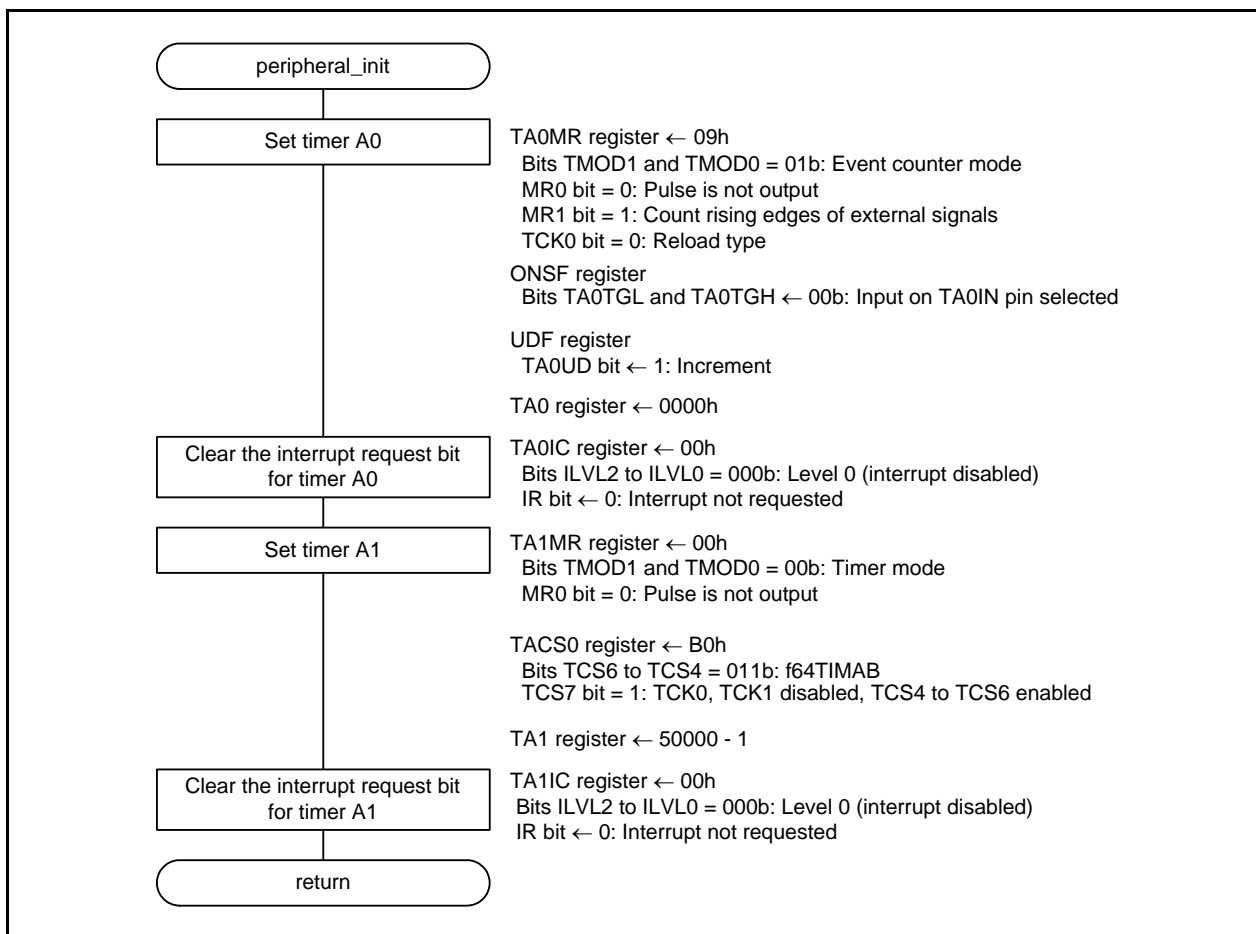 peripheral_init
Set timer A0
TA0MR register ← 09h
Bits TMOD1 and TMOD0 = 01b: Event counter mode
MR0 bit = 0: Pulse is not output
MR1 bit = 1: Count rising edges of external signals
TCK0 bit = 0: Reload type
ONSF register
Bits TA0TGL and TA0TGH ← 00b: Input on TA0IN pin selected
UDF register
TA0UD bit ← 1: Increment
TA0 register ← 0000h
Clear the interrupt request bit
for timer A0
TA0IC register ← 00h
Bits ILVL2 to ILVL0 = 000b: Level 0 (interrupt disabled)
IR bit ← 0: Interrupt not requested
Set timer A1
TA1MR register ← 00h
Bits TMOD1 and TMOD0 = 00b: Timer mode
MR0 bit = 0: Pulse is not output
TACS0 register ← B0h
Bits TCS6 to TCS4 = 011b: f64TIMAB
TCS7 bit = 1: TCK0, TCK1 disabled, TCS4 to TCS6 enabled
TA1 register ← 50000 - 1
Clear the interrupt request bit
for timer A1
TA1IC register ← 00h
Bits ILVL2 to ILVL0 = 000b: Level 0 (interrupt disabled)
IR bit ← 0: Interrupt not requested
return